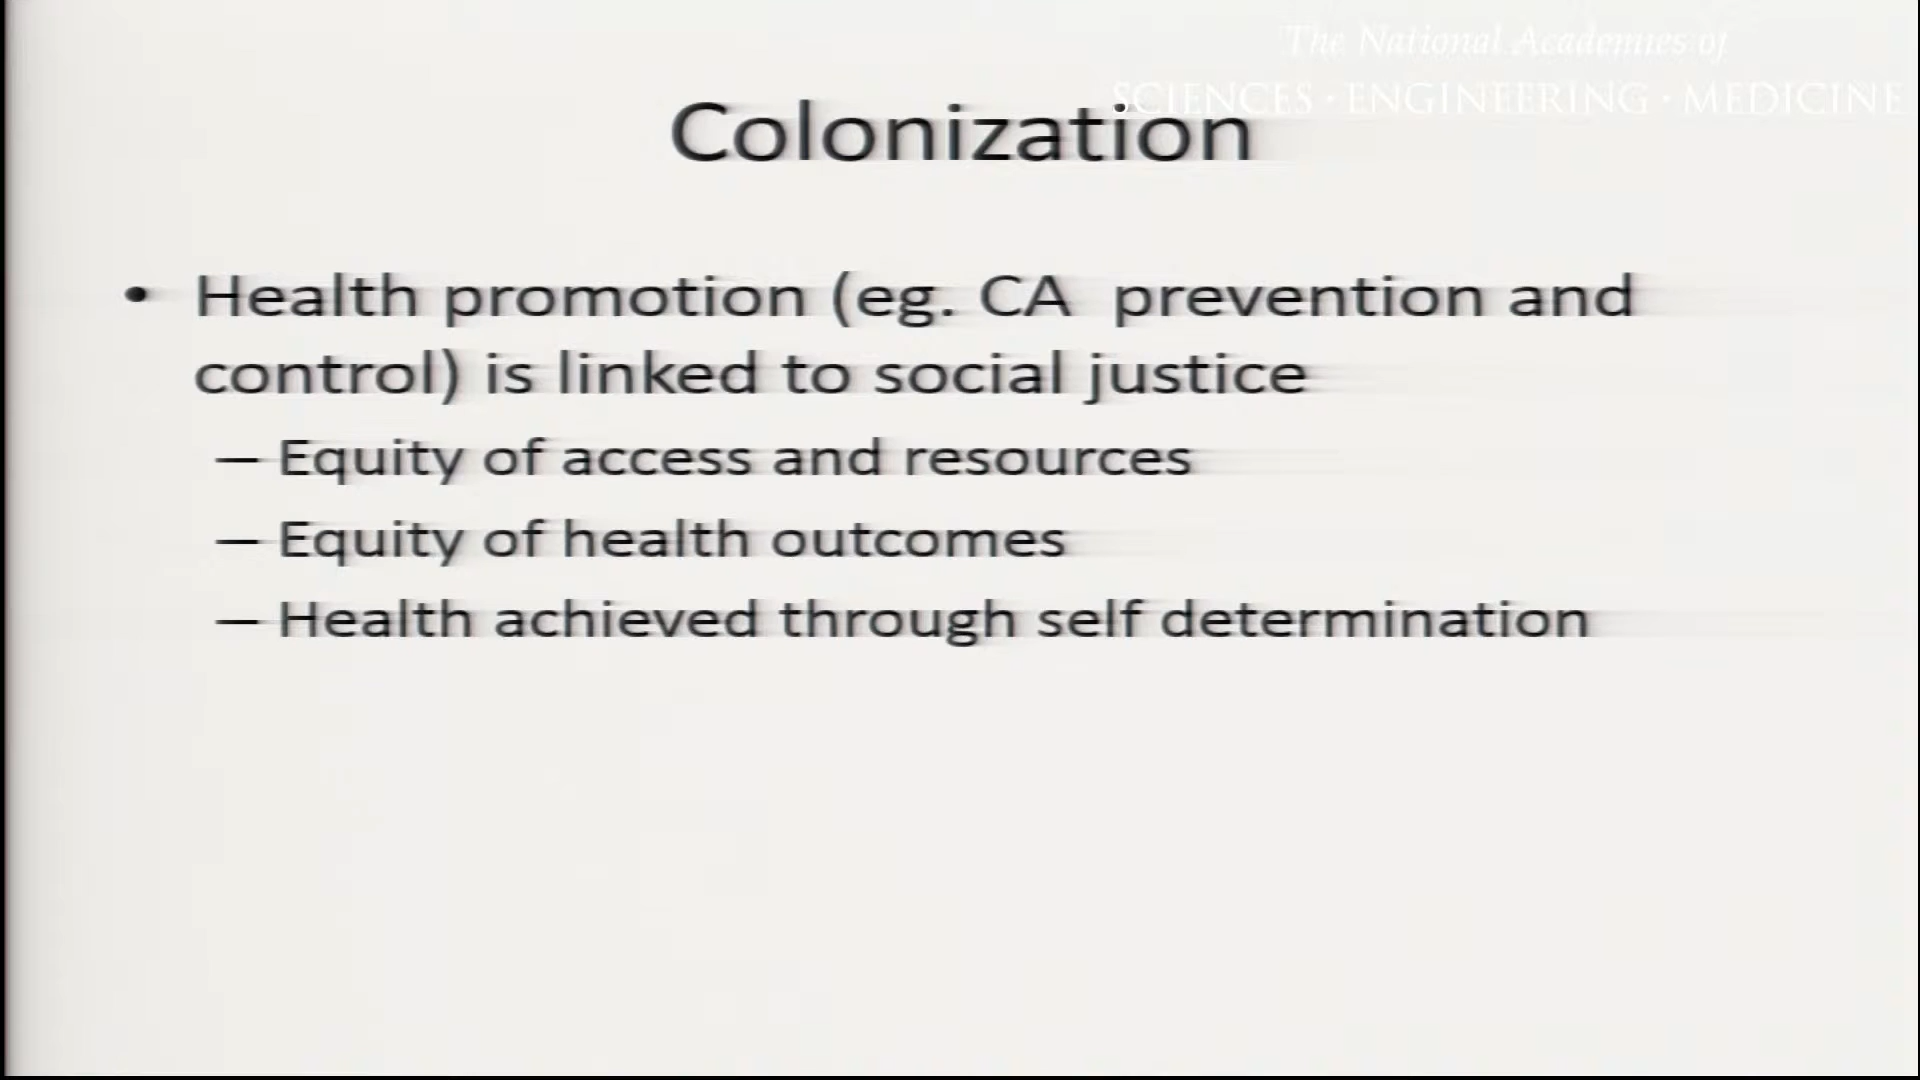 The National Academies of
SCIENCES · ENGINEERING · MEDICINE
Colonization
• Health promotion (eg. CA prevention and
control) is linked to social justice
– Equity of access and resources
– Equity of health outcomes
– Health achieved through self determination